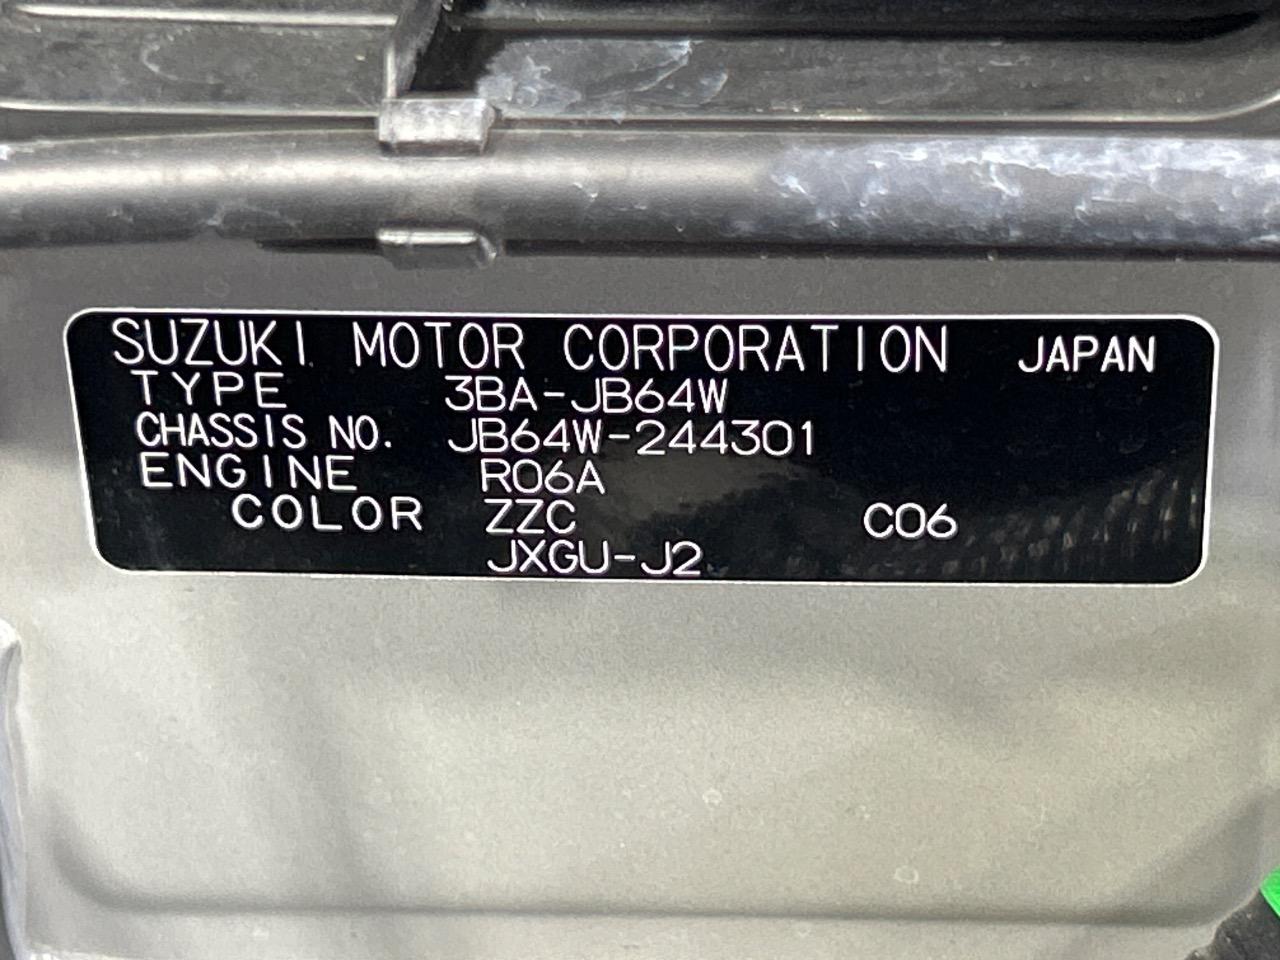 SUZUKI MOTOR CORPORATION JAPAN
TYPE 3BA-JB64W
CHASSIS NO. JB64W-244301
ENGINE R06A
COLOR ZZC C06
JXGU-J2